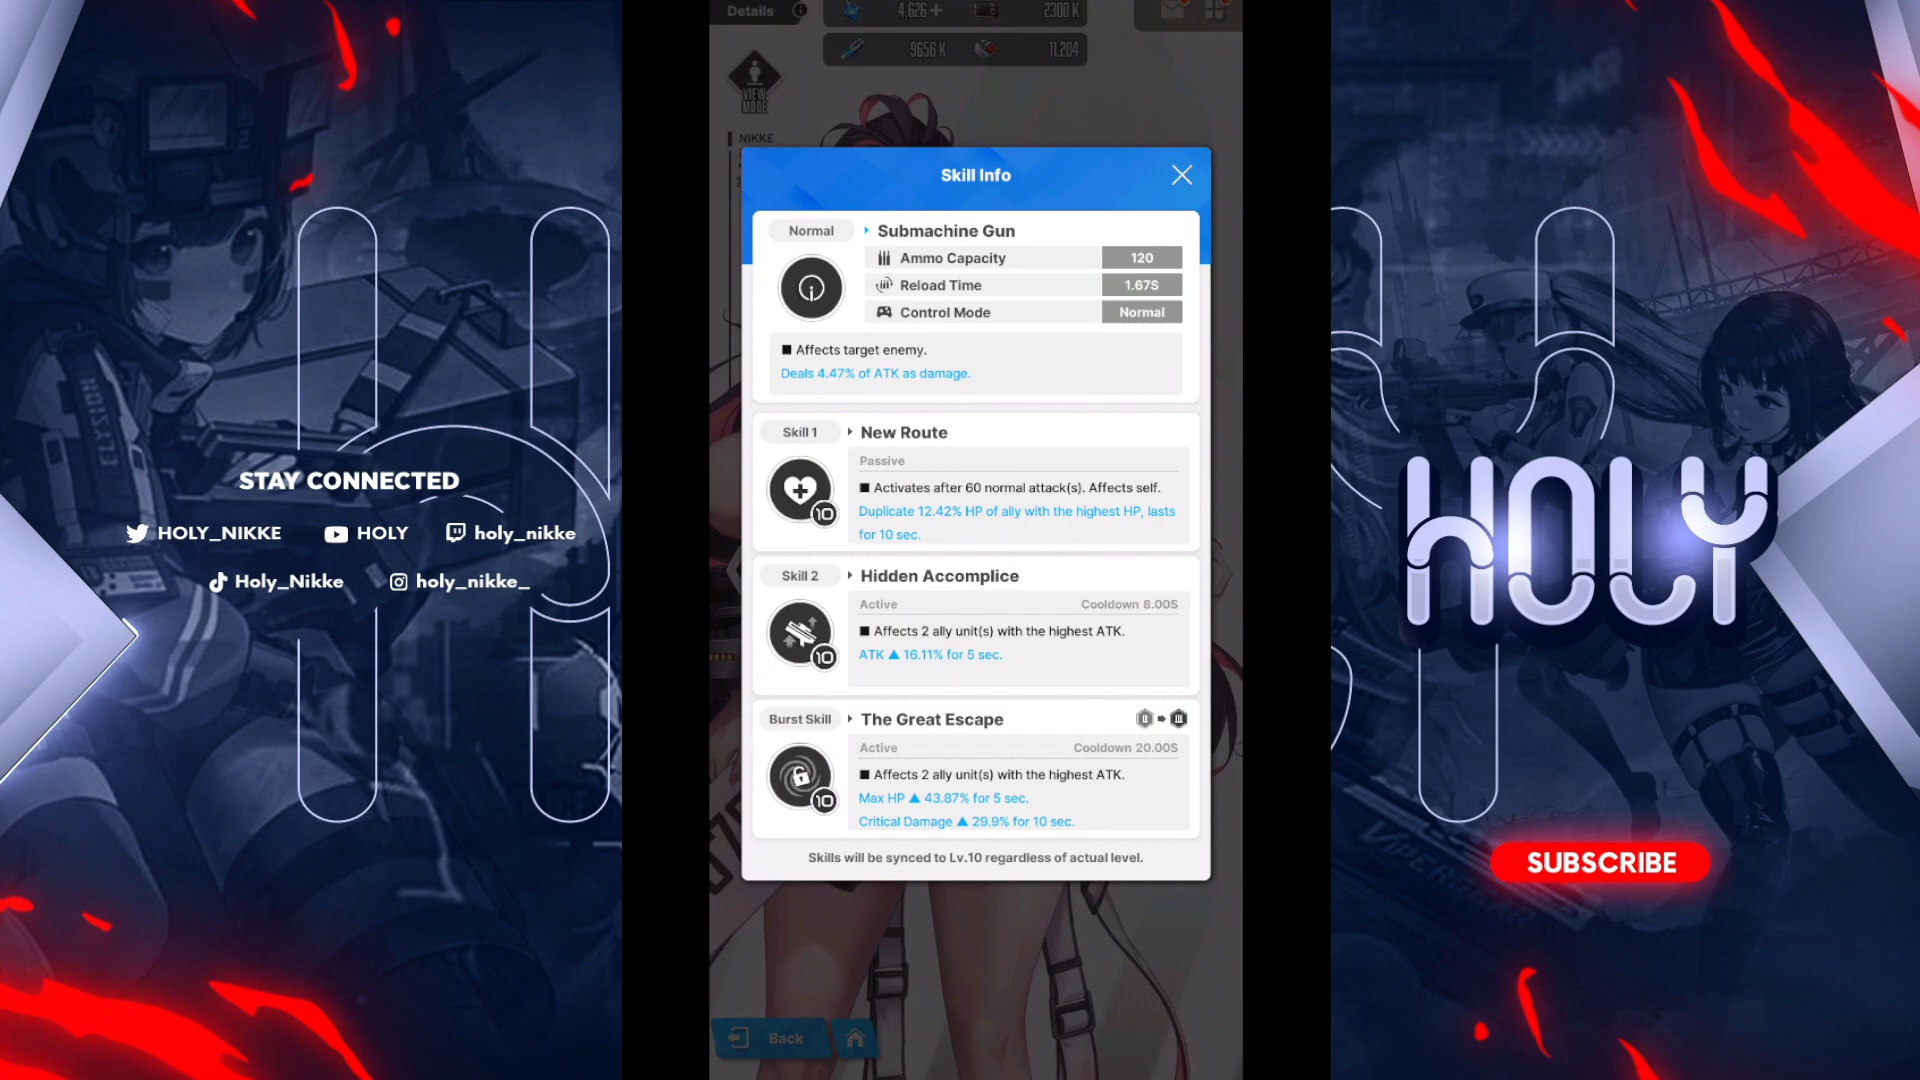 Details
4,626 +
2300 K
9656 K
11,204
VIEW
MODE
NIKKE
Skill Info
Normal
Submachine Gun
Ammo Capacity 120
Reload Time 1.67S
Control Mode Normal
■ Affects target enemy.
Deals 4.47% of ATK as damage.
Skill 1
New Route
Passive
■ Activates after 60 normal attack(s). Affects self.
Duplicate 12.42% HP of ally with the highest HP, lasts
for 10 sec.
10
Skill 2
Hidden Accomplice
Active Cooldown 8.00S
■ Affects 2 ally unit(s) with the highest ATK.
ATK ▲ 16.11% for 5 sec.
10
Burst Skill
The Great Escape
II III
Active Cooldown 20.00S
■ Affects 2 ally unit(s) with the highest ATK.
Max HP ▲ 43.87% for 5 sec.
Critical Damage ▲ 29.9% for 10 sec.
10
Skills will be synced to Lv.10 regardless of actual level.
Back
STAY CONNECTED
HOLY_NIKKE HOLY holy_nikke
Holy_Nikke holy_nikke_
ELYSION
HOLY
SUBSCRIBE